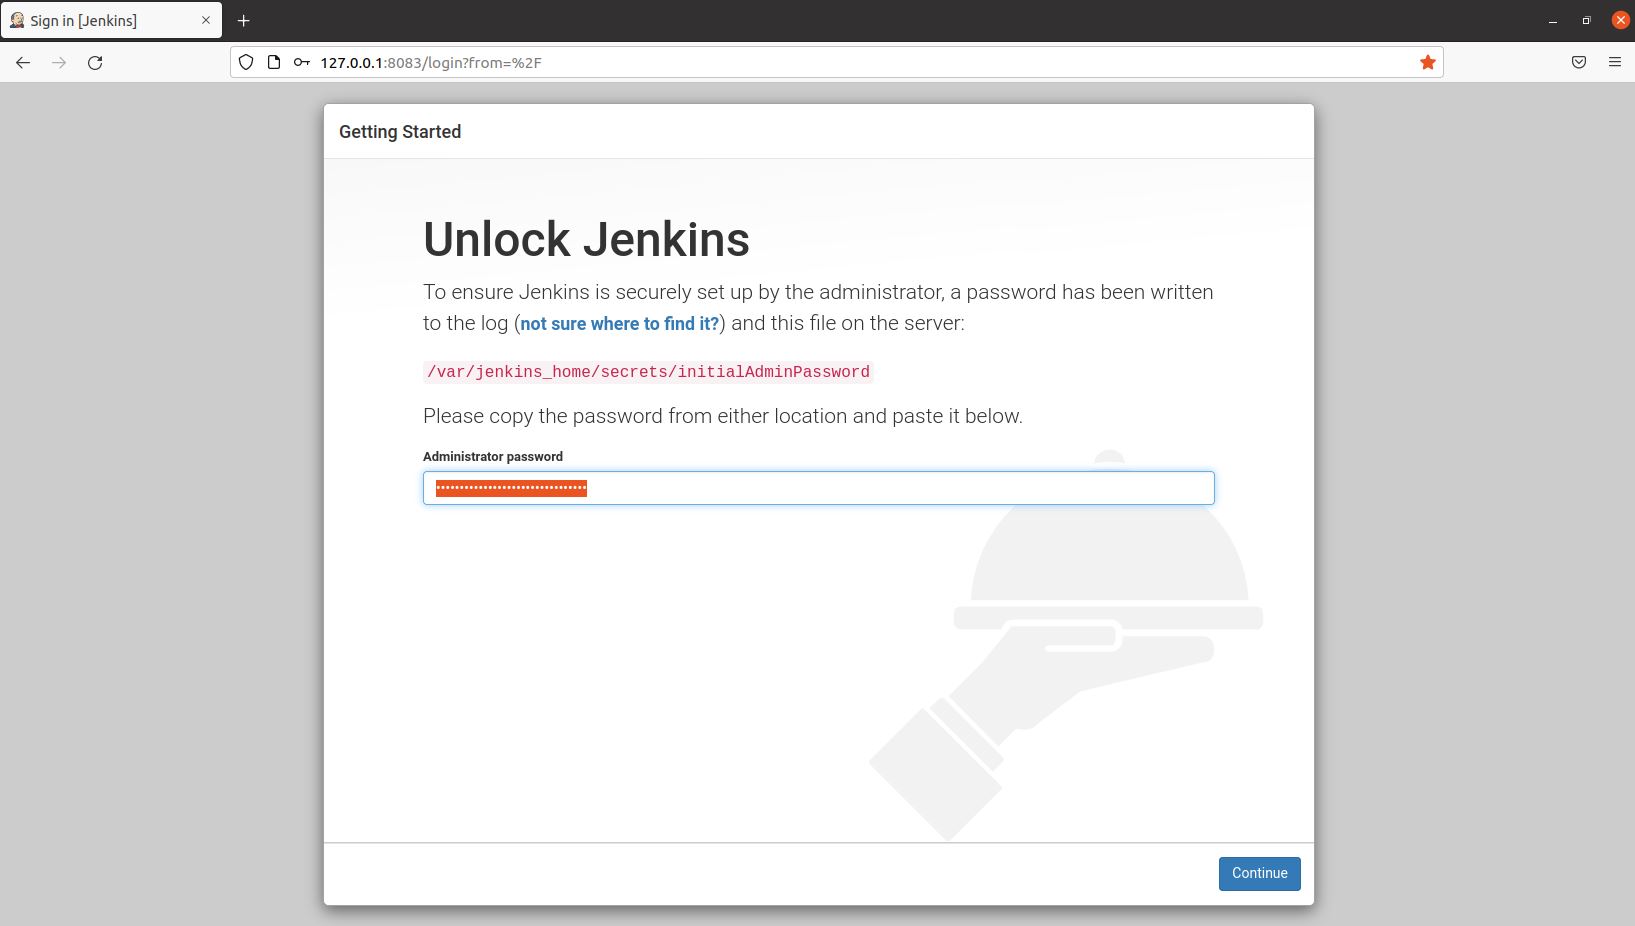 Sign in [Jenkins]
127.0.0.1:8083/login?from=%2F
Getting Started
Unlock Jenkins
To ensure Jenkins is securely set up by the administrator, a password has been written
to the log (not sure where to find it?) and this file on the server:
/var/jenkins_home/secrets/initialAdminPassword
Please copy the password from either location and paste it below.
Administrator password
••••••••••••••••••••••••••••••••
Continue